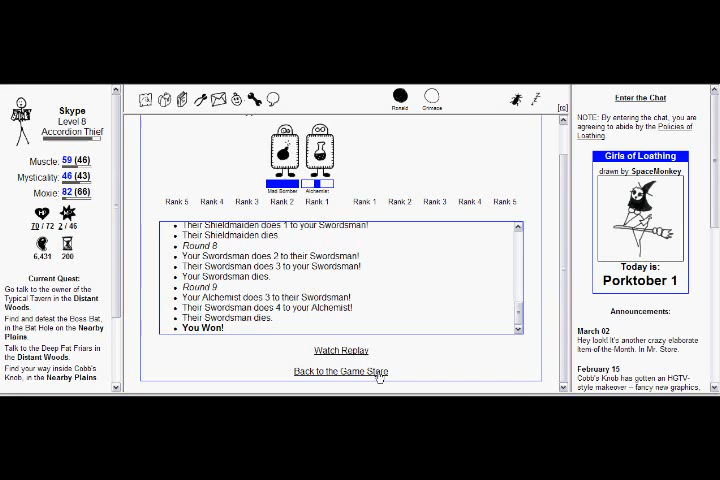 Skype
Level 8
Accordion Thief
Muscle: 59 (46)
Mysticality: 46 (43)
Moxie: 82 (66)
HP
70 / 72
2 / 46
6,431
200
Current Quest:
Go talk to the owner of the
Typical Tavern in the Distant
Woods.
Find and defeat the Boss Bat,
in the Bat Hole on the Nearby
Plains.
Talk to the Deep Fat Friars in
the Distant Woods.
Find your way inside Cobb's
Knob, in the Nearby Plains.
Ronald
Grimace
[rc]
Mad Bomber
Alchemist
Rank 5 Rank 4 Rank 3 Rank 2 Rank 1 Rank 1 Rank 2 Rank 3 Rank 4 Rank 5
Their Shieldmaiden does 1 to your Swordsman!
Their Shieldmaiden dies.
Round 8
Your Swordsman does 2 to their Swordsman!
Their Swordsman does 3 to your Swordsman!
Your Swordsman dies.
Round 9
Your Alchemist does 3 to their Swordsman!
Their Swordsman does 4 to your Alchemist!
Their Swordsman dies.
You Won!
Watch Replay
Back to the Game Store
Enter the Chat
NOTE: By entering the chat, you are
agreeing to abide by the Policies of
Loathing.
Girls of Loathing
drawn by SpaceMonkey
Today is:
Porktober 1
Announcements:
March 02
Hey look! It's another crazy elaborate
Item-of-the-Month. In Mr. Store.
February 15
Cobb's Knob has gotten an HGTV-
style makeover -- fancy new graphics,